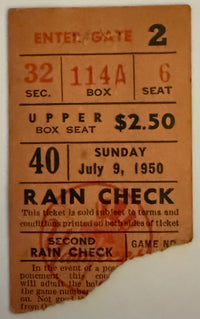 ENTER GATE 2
32 114A 6
SEC. BOX SEAT
UPPER $2.50
BOX SEAT
40 SUNDAY
July 9, 1950
RAIN CHECK
This ticket is sold subject to terms and
conditions printed on both sides of ticket
SECOND GAME NO.
RAIN CHECK
In the event of a
ponement this cou
will admit the hol
the game number
on. Not good